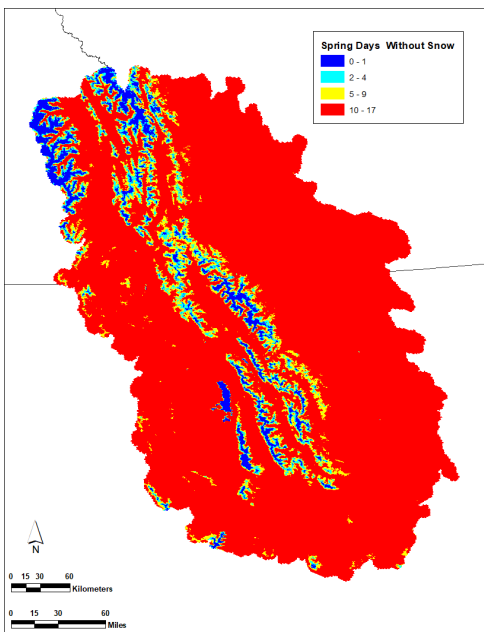 Spring Days Without Snow
0 - 1
2 - 4
5 - 9
10 - 17
N
0 15 30 60
Kilometers
0 15 30 60
Miles